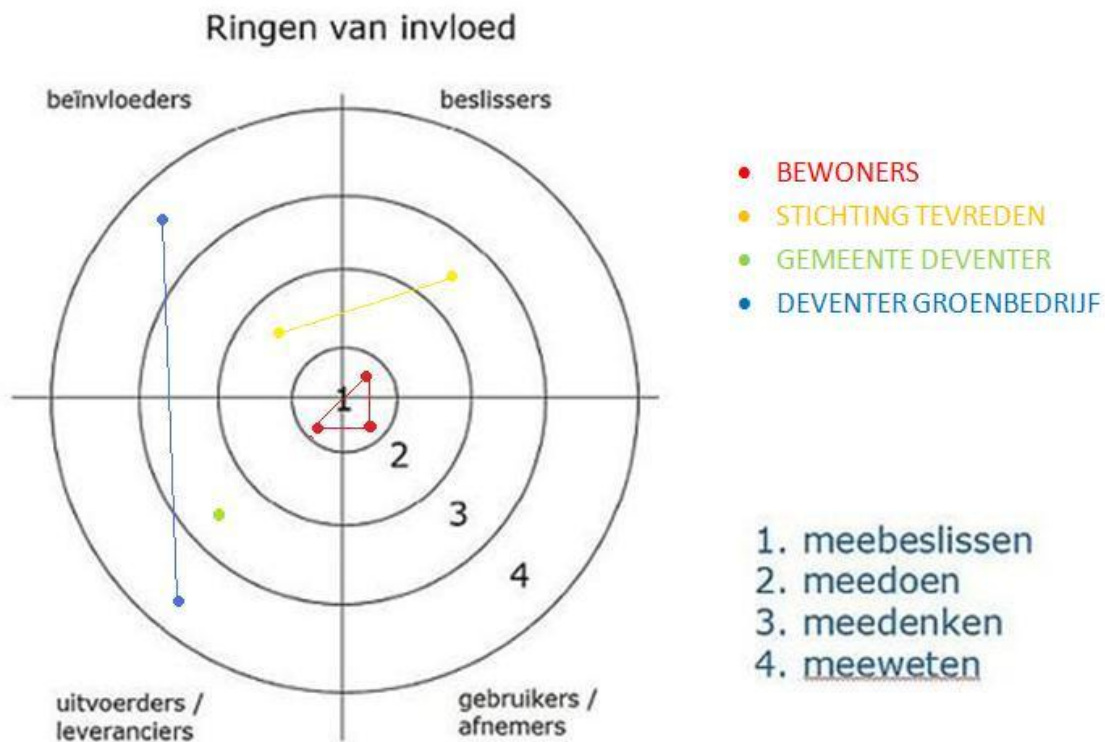 Ringen van invloed
beïnvloeders
beslissers
• BEWONERS
• STICHTING TEVREDEN
• GEMEENTE DEVENTER
• DEVENTER GROENBEDRIJF
1
2
3
4
1. meebeslissen
2. meedoen
3. meedenken
4. meeweten
uitvoerders /
leveranciers
gebruikers /
afnemers